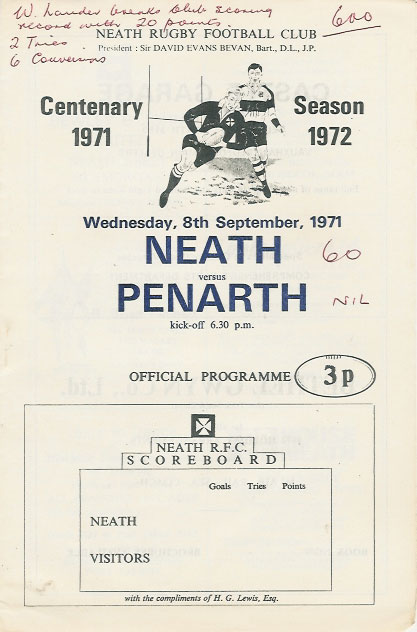 W. Lauder breaks Club Scoring
record with 20 points.
2 Tries
6 Conversions
600
NEATH RUGBY FOOTBALL CLUB
President : Sir DAVID EVANS BEVAN, Bart., D.L., J.P.
Centenary Season
1971 1972
Wednesday, 8th September, 1971
NEATH 60
versus
PENARTH NIL
kick-off 6.30 p.m.
OFFICIAL PROGRAMME 3p
NEATH R.F.C.
SCOREBOARD
Goals Tries Points
NEATH
VISITORS
with the compliments of H. G. Lewis, Esq.